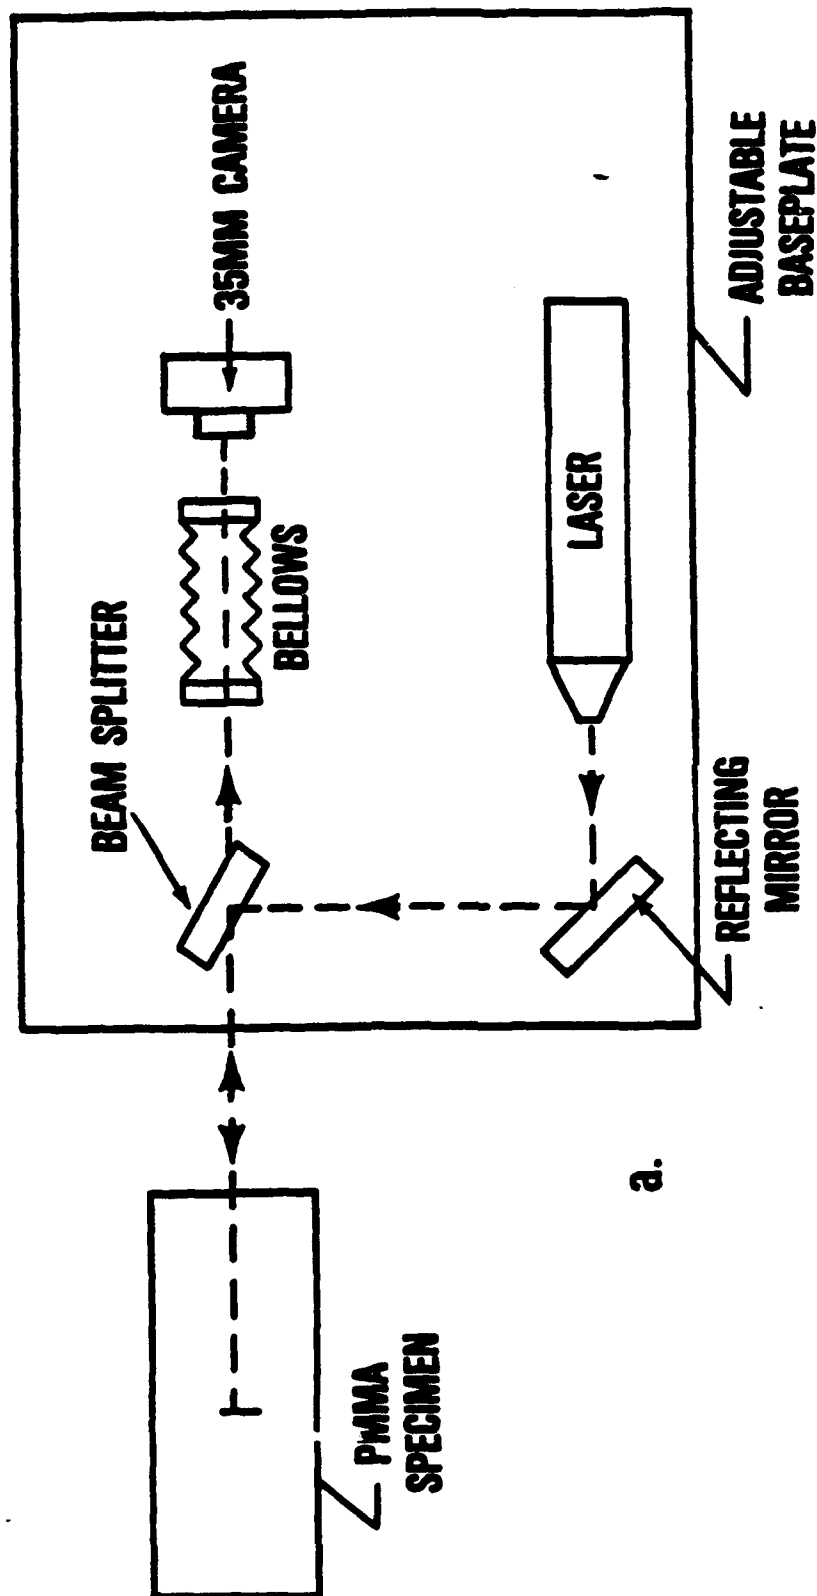 35MM CAMERA
BEAM SPLITTER
BELLOWS
LASER
ADJUSTABLE
BASEPLATE
REFLECTING
MIRROR
PMMA
SPECIMEN
a.